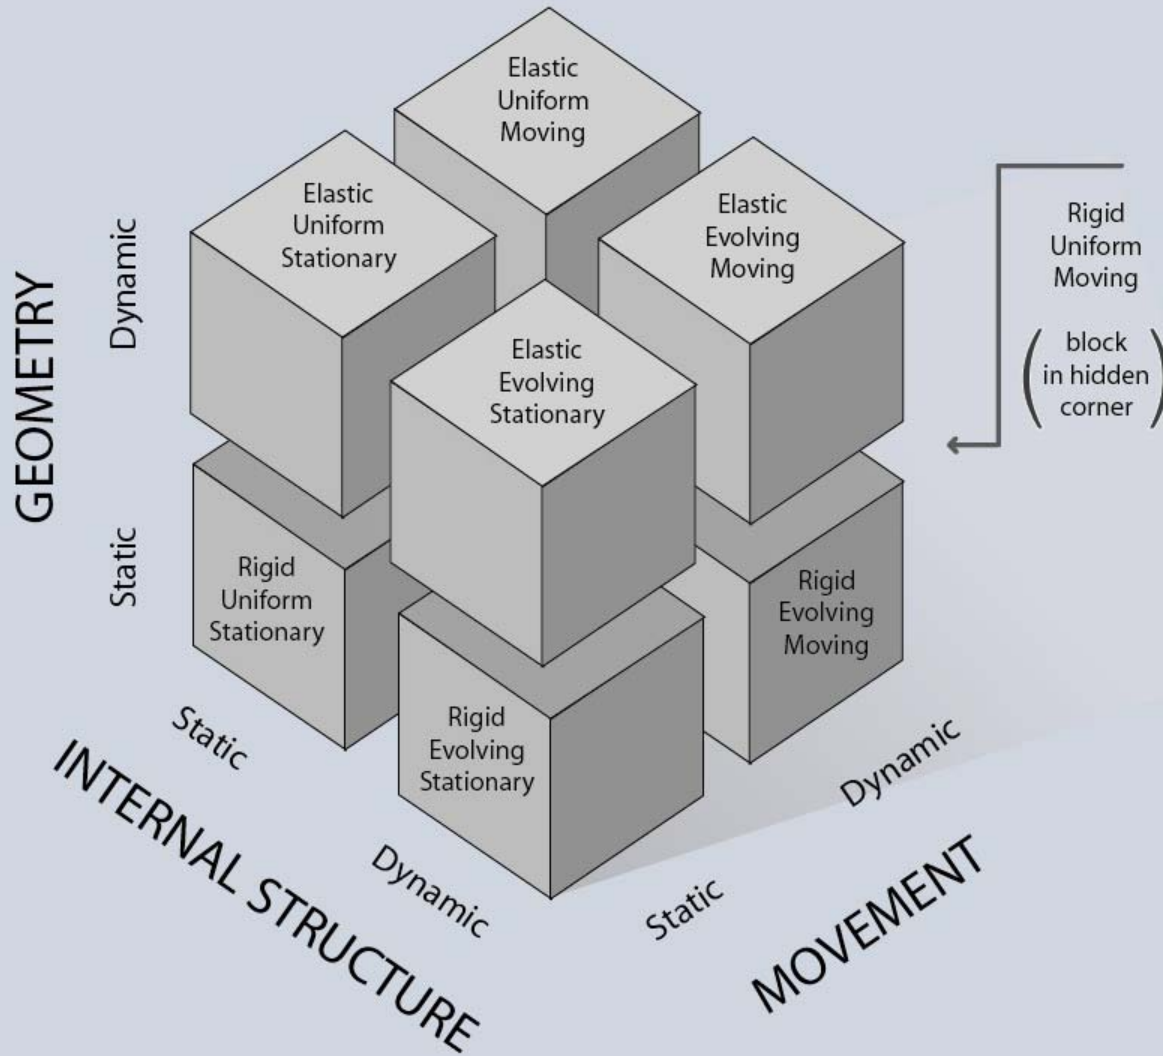 Elastic
Uniform
Moving
Elastic
Uniform
Stationary
Elastic
Evolving
Moving
Elastic
Evolving
Stationary
Rigid
Uniform
Moving
(block
in hidden
corner)
GEOMETRY
Dynamic
Static
Rigid
Uniform
Stationary
Rigid
Evolving
Moving
Rigid
Evolving
Stationary
Static
Dynamic
INTERNAL STRUCTURE
Static
Dynamic
MOVEMENT